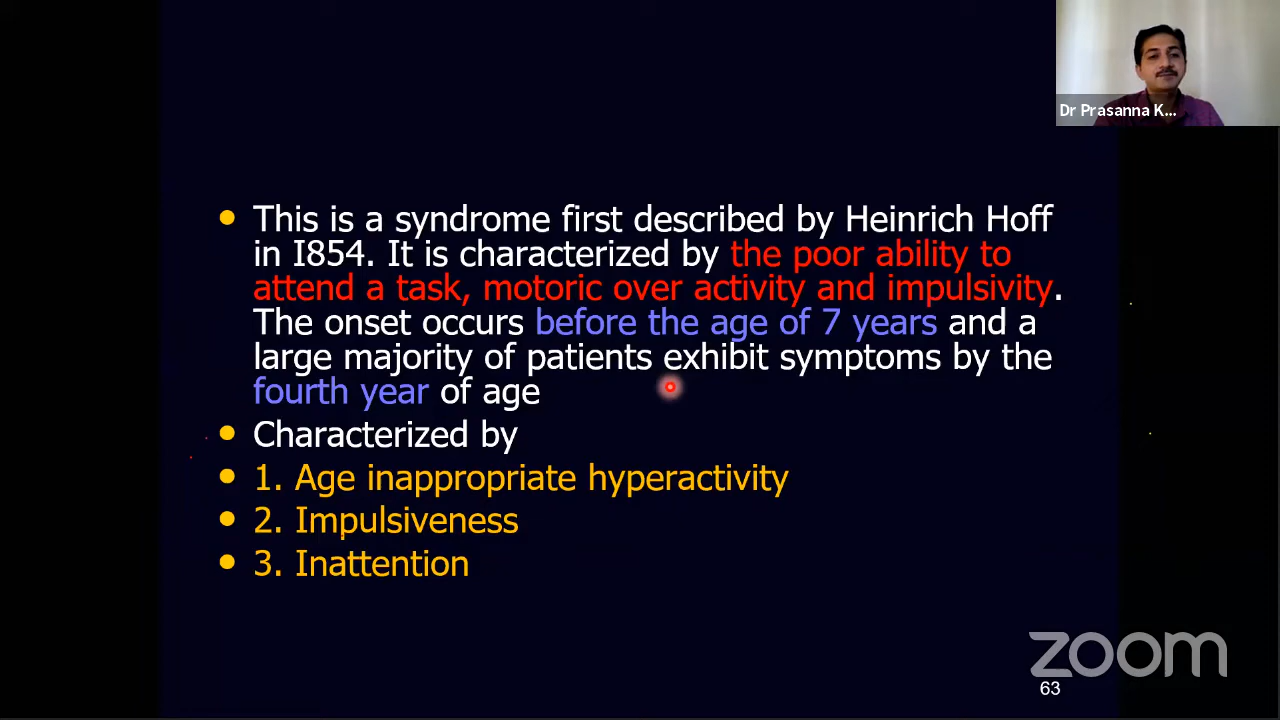 Dr Prasanna K...
This is a syndrome first described by Heinrich Hoff
in I854. It is characterized by the poor ability to
attend a task, motoric over activity and impulsivity.
The onset occurs before the age of 7 years and a
large majority of patients exhibit symptoms by the
fourth year of age
Characterized by
1. Age inappropriate hyperactivity
2. Impulsiveness
3. Inattention
zoom
63